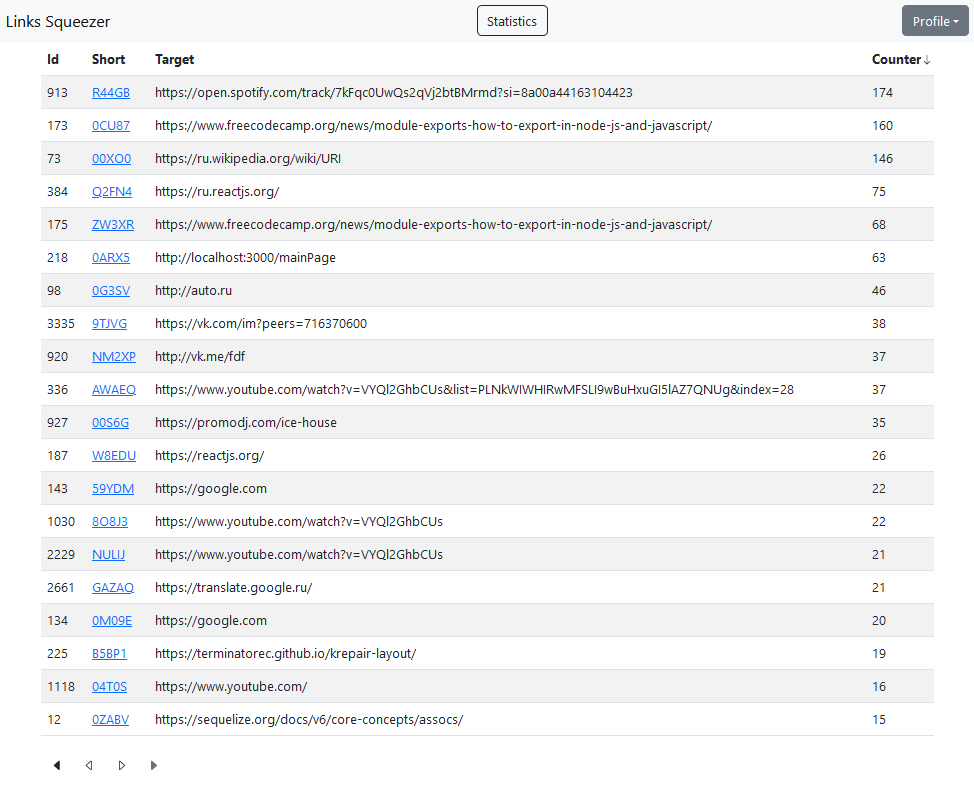 Links Squeezer Statistics Profile
Id Short Target Counter↓
913 R44GB https://open.spotify.com/track/7kFqc0UwQs2qVj2btBMrmd?si=8a00a44163104423 174
173 0CU87 https://www.freecodecamp.org/news/module-exports-how-to-export-in-node-js-and-javascript/ 160
73 00XO0 https://ru.wikipedia.org/wiki/URI 146
384 Q2FN4 https://ru.reactjs.org/ 75
175 ZW3XR https://www.freecodecamp.org/news/module-exports-how-to-export-in-node-js-and-javascript/ 68
218 0ARX5 http://localhost:3000/mainPage 63
98 0G3SV http://auto.ru 46
3335 9TJVG https://vk.com/im?peers=716370600 38
920 NM2XP http://vk.me/fdf 37
336 AWAEQ https://www.youtube.com/watch?v=VYQl2GhbCUs&list=PLNkWIWHIRwMFSLI9wBuHxuGI5lAZ7QNUg&index=28 37
927 00S6G https://promodj.com/ice-house 35
187 W8EDU https://reactjs.org/ 26
143 59YDM https://google.com 22
1030 8O8J3 https://www.youtube.com/watch?v=VYQl2GhbCUs 22
2229 NULIJ https://www.youtube.com/watch?v=VYQl2GhbCUs 21
2661 GAZAQ https://translate.google.ru/ 21
134 0M09E https://google.com 20
225 B5BP1 https://terminatorec.github.io/krepair-layout/ 19
1118 04T0S https://www.youtube.com/ 16
12 0ZABV https://sequelize.org/docs/v6/core-concepts/assocs/ 15